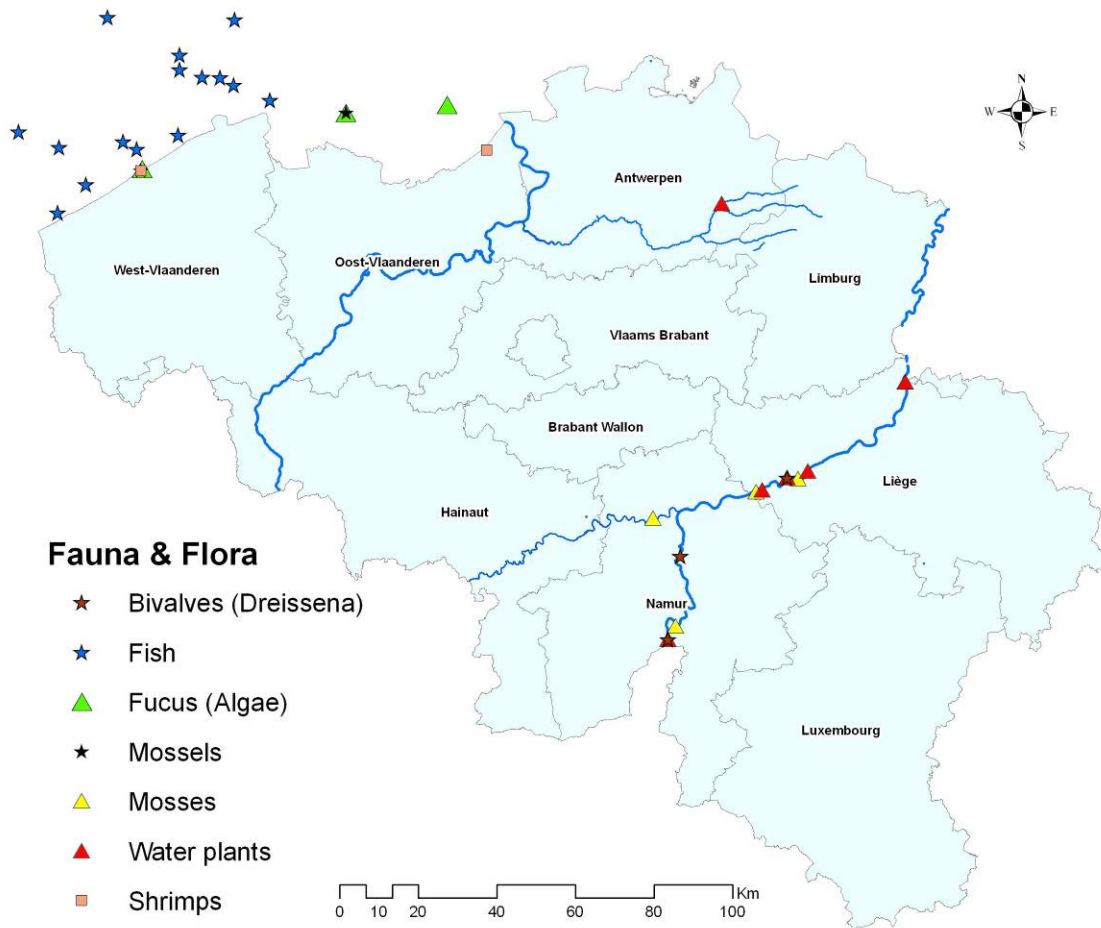 N
W E
S
Antwerpen
West-Vlaanderen
Oost-Vlaanderen
Limburg
Vlaams Brabant
Brabant Wallon
Liège
Hainaut
Namur
Luxembourg
Fauna & Flora
Bivalves (Dreissena)
Fish
Fucus (Algae)
Mossels
Mosses
Water plants
Shrimps
Km
0 10 20 40 60 80 100